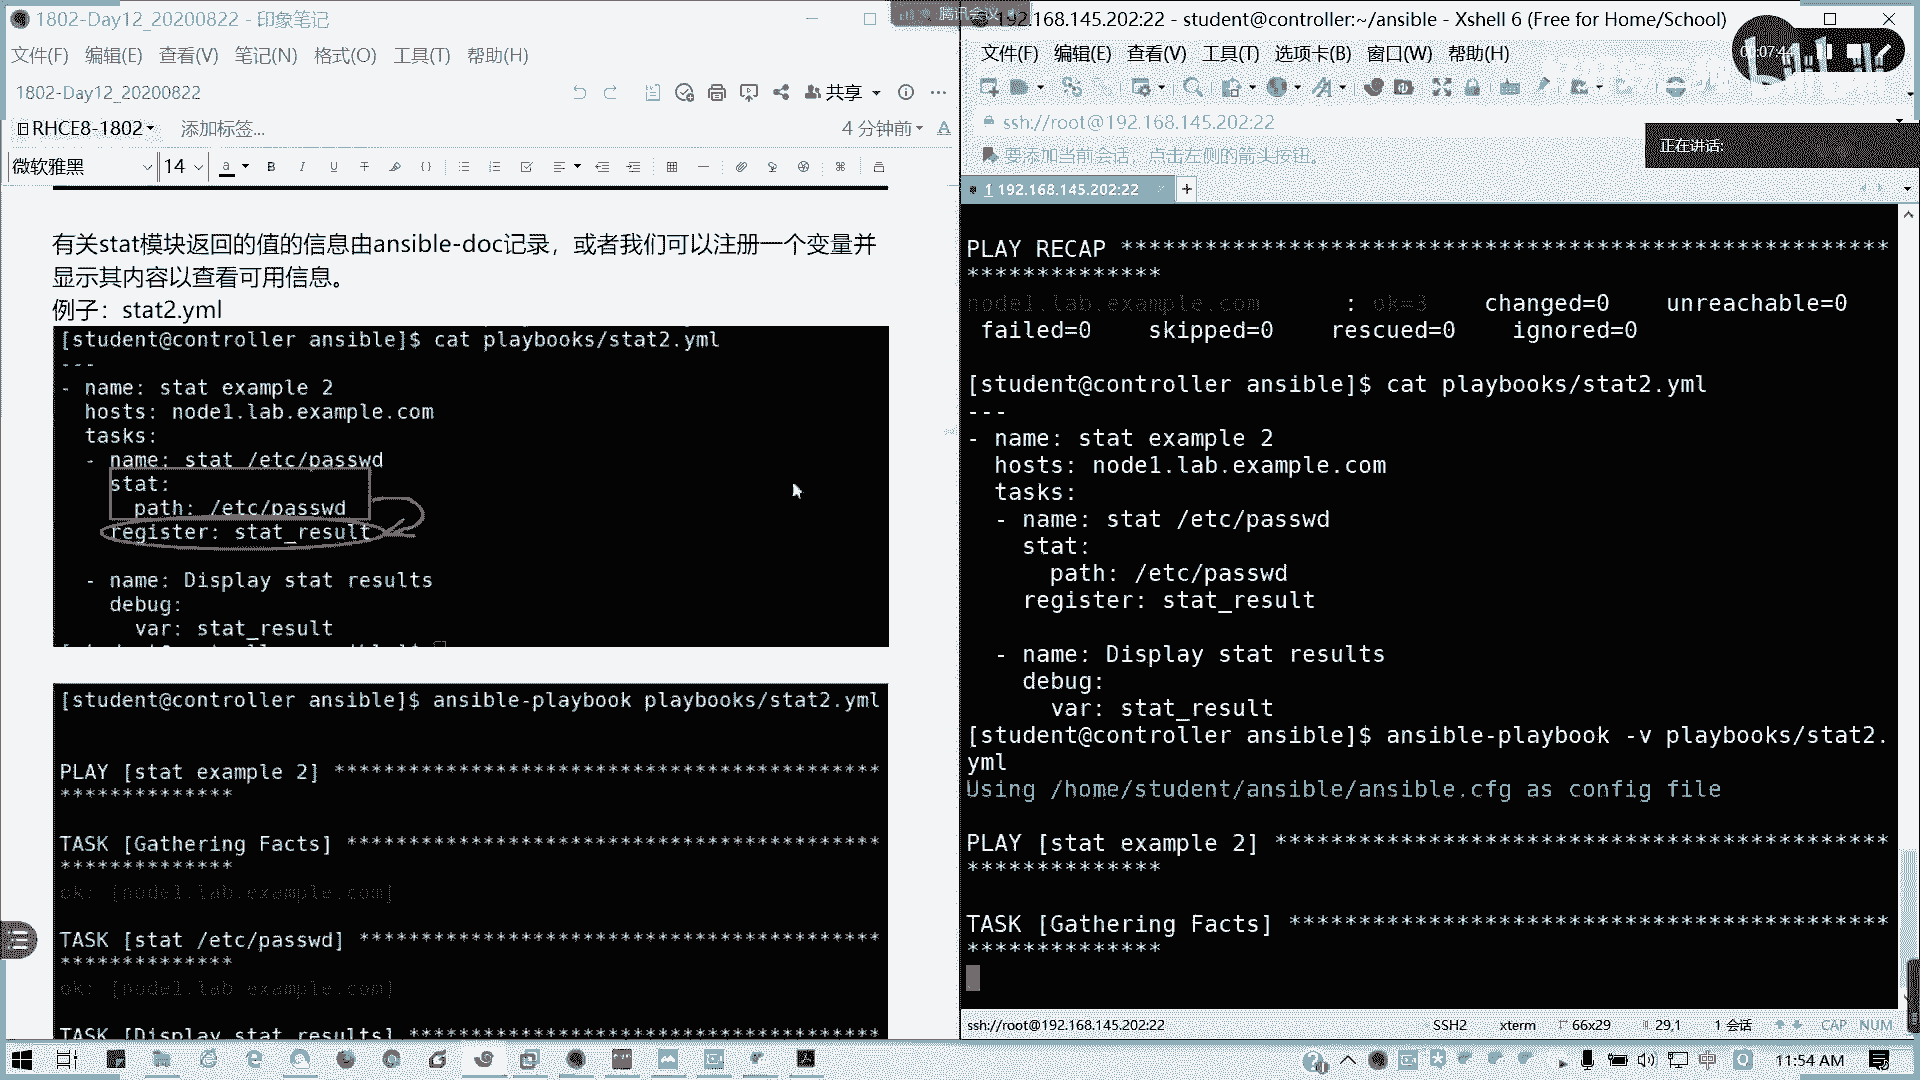 1802-Day12_20200822 - 印象笔记
文件(F) 编辑(E) 查看(V) 笔记(N) 格式(O) 工具(T) 帮助(H)
1802-Day12_20200822
共享
RHCE8-1802
添加标签...
4 分钟前
微软雅黑
14
有关stat模块返回的值的信息由ansible-doc记录，或者我们可以注册一个变量并
显示其内容以查看可用信息。
例子：stat2.yml
[student@controller ansible]$ cat playbooks/stat2.yml
---
- name: stat example 2
  hosts: node1.lab.example.com
  tasks:
  - name: stat /etc/passwd
    stat:
      path: /etc/passwd
    register: stat_result
  - name: Display stat results
    debug:
      var: stat_result
[student@controller ansible]$ ansible-playbook playbooks/stat2.yml
PLAY [stat example 2] ********************************************
**************
TASK [Gathering Facts] *******************************************
**************
ok: [node1.lab.example.com]
TASK [stat /etc/passwd] ******************************************
**************
ok: [node1.lab.example.com]
TASK [Display stat results] **************************************
腾讯会议
192.168.145.202:22 - student@controller:~/ansible - Xshell 6 (Free for Home/School)
文件(F) 编辑(E) 查看(V) 工具(T) 选项卡(B) 窗口(W) 帮助(H)
00:07:44
ssh://root@192.168.145.202:22
要添加当前会话，点击左侧的箭头按钮。
正在讲话:
1 192.168.145.202:22
PLAY RECAP *******************************************************
**************
node1.lab.example.com      : ok=3    changed=0    unreachable=0
 failed=0    skipped=0    rescued=0    ignored=0
[student@controller ansible]$ cat playbooks/stat2.yml
---
- name: stat example 2
  hosts: node1.lab.example.com
  tasks:
  - name: stat /etc/passwd
    stat:
      path: /etc/passwd
    register: stat_result
  - name: Display stat results
    debug:
      var: stat_result
[student@controller ansible]$ ansible-playbook -v playbooks/stat2.
yml
Using /home/student/ansible/ansible.cfg as config file
PLAY [stat example 2] ********************************************
**************
TASK [Gathering Facts] *******************************************
**************
ssh://root@192.168.145.202:22
SSH2 xterm 66x29 29,1 1 会话 CAP NUM
中
11:54 AM